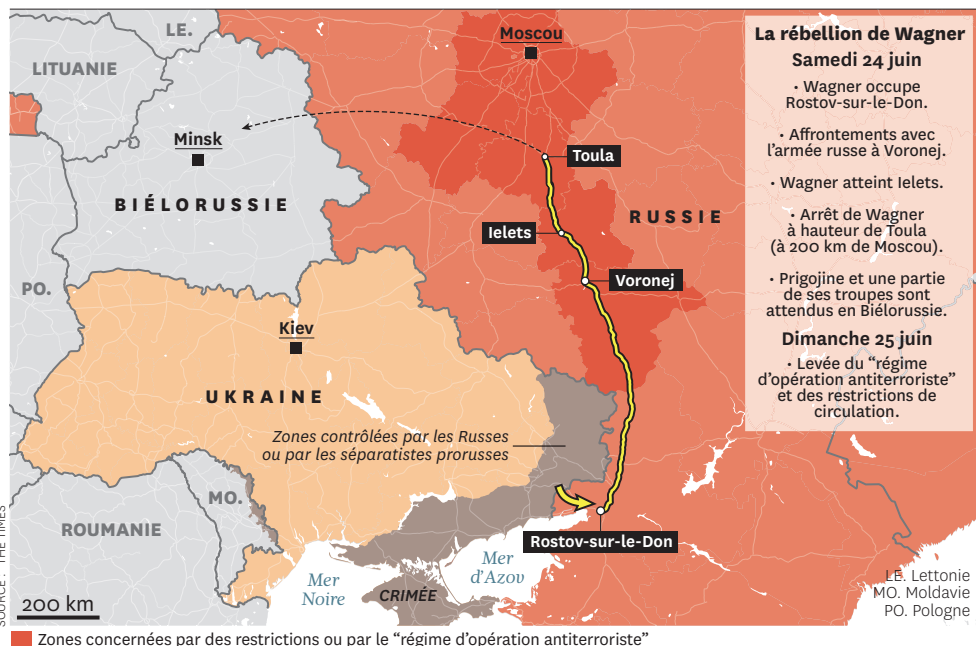 LE.
Moscou
LITUANIE
Minsk
Toula
BIÉLORUSSIE
RUSSIE
Ielets
PO.
Voronej
Kiev
UKRAINE
Zones contrôlées par les Russes
ou par les séparatistes prorusses
MO.
ROUMANIE
Rostov-sur-le-Don
Mer
Noire
Mer
d'Azov
CRIMÉE
200 km
SOURCE : THE TIMES
La rébellion de Wagner
Samedi 24 juin
• Wagner occupe
Rostov-sur-le-Don.
• Affrontements avec
l'armée russe à Voronej.
• Wagner atteint Ielets.
• Arrêt de Wagner
à hauteur de Toula
(à 200 km de Moscou).
• Prigojine et une partie
de ses troupes sont
attendus en Biélorussie.
Dimanche 25 juin
• Levée du “régime
d'opération antiterroriste”
et des restrictions de
circulation.
LE. Lettonie
MO. Moldavie
PO. Pologne
Zones concernées par des restrictions ou par le “régime d'opération antiterroriste”